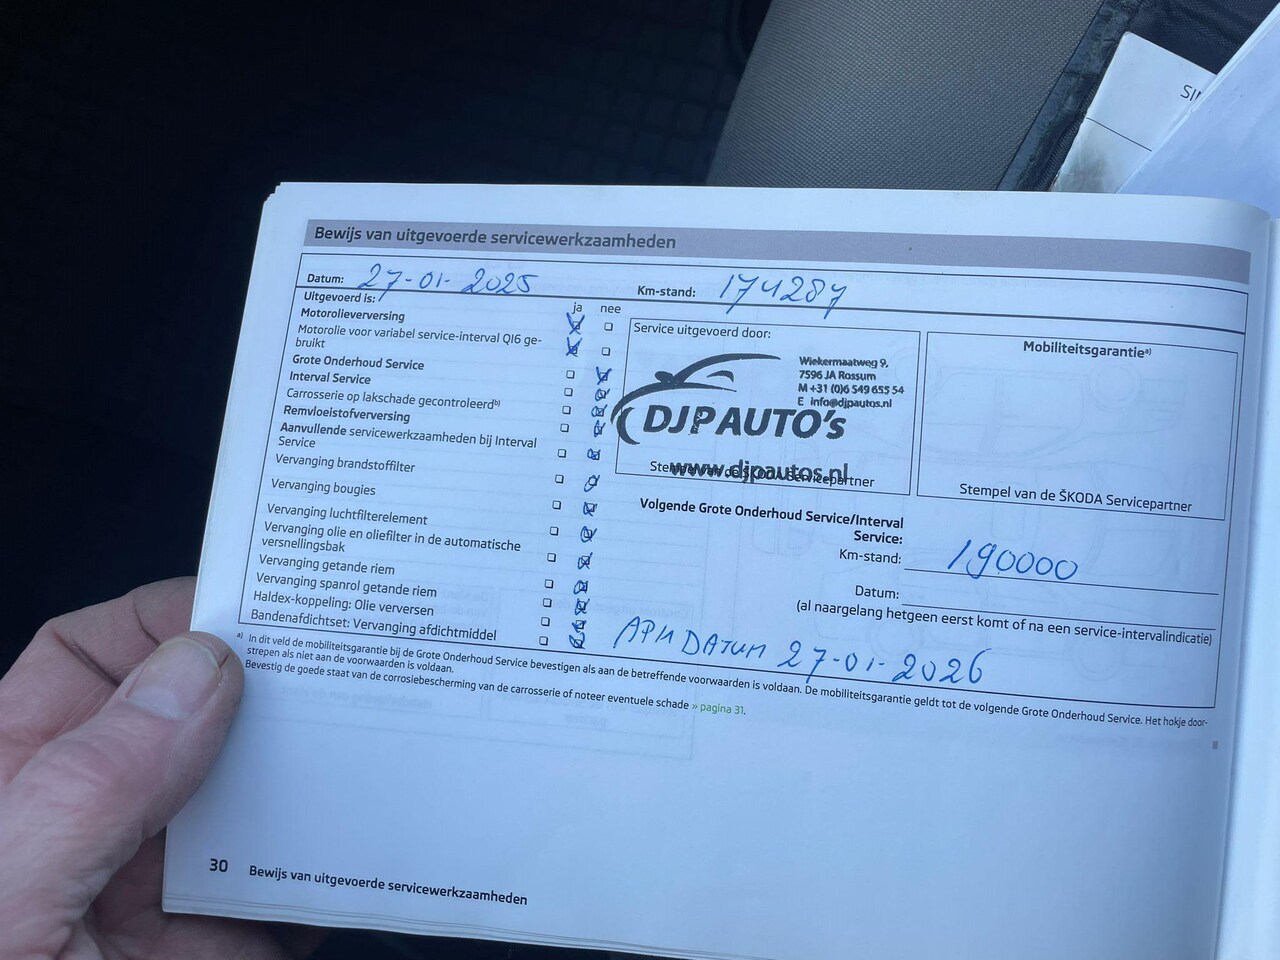 SI
Bewijs van uitgevoerde servicewerkzaamheden
Datum: 27-01-2025
Km-stand: 174287
Uitgevoerd is:
ja nee
Motorolieverversing
Motorolie voor variabel service-interval QI6 ge-
bruikt
Grote Onderhoud Service
Interval Service
Carrosserie op lakschade gecontroleerd b)
Remvloeistofverversing
Aanvullende servicewerkzaamheden bij Interval
Service
Vervanging brandstoffilter
Vervanging bougies
Vervanging luchtfilterelement
Vervanging olie en oliefilter in de automatische
versnellingsbak
Vervanging getande riem
Vervanging spanrol getande riem
Haldex-koppeling: Olie verversen
Bandenafdichtset: Vervanging afdichtmiddel
Service uitgevoerd door:
Wiekermaatweg 9,
7596 JA Rossum
M +31 (0)6 549 655 54
E info@djpautos.nl
DJPAUTO's
www.djpautos.nl
Stempel van de ŠKODA Servicepartner
Mobiliteitsgarantie a)
Stempel van de ŠKODA Servicepartner
Volgende Grote Onderhoud Service/Interval
Service:
Km-stand: 190000
Datum:
(al naargelang hetgeen eerst komt of na een service-intervalindicatie)
APK DATUM 27-01-2026
a) In dit veld de mobiliteitsgarantie bij de Grote Onderhoud Service bevestigen als aan de betreffende voorwaarden is voldaan. De mobiliteitsgarantie geldt tot de volgende Grote Onderhoud Service. Het hokje door-
strepen als niet aan de voorwaarden is voldaan.
Bevestig de goede staat van de corrosiebescherming van de carrosserie of noteer eventuele schade » pagina 31.
30 Bewijs van uitgevoerde servicewerkzaamheden